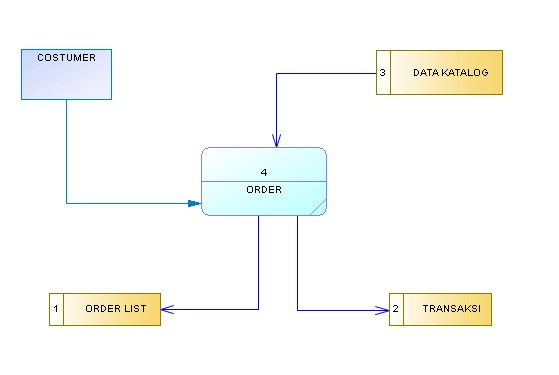 COSTUMER
3 DATA KATALOG
4
ORDER
1 ORDER LIST
2 TRANSAKSI